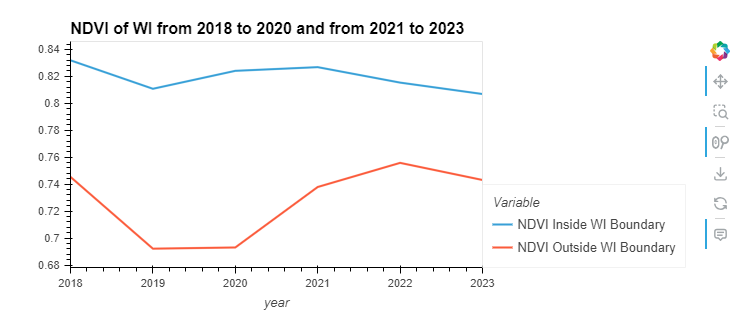 NDVI of WI from 2018 to 2020 and from 2021 to 2023
0.84
0.82
0.8
0.78
0.76
0.74
0.72
0.7
0.68
2018 2019 2020 2021 2022 2023
year
Variable
NDVI Inside WI Boundary
NDVI Outside WI Boundary